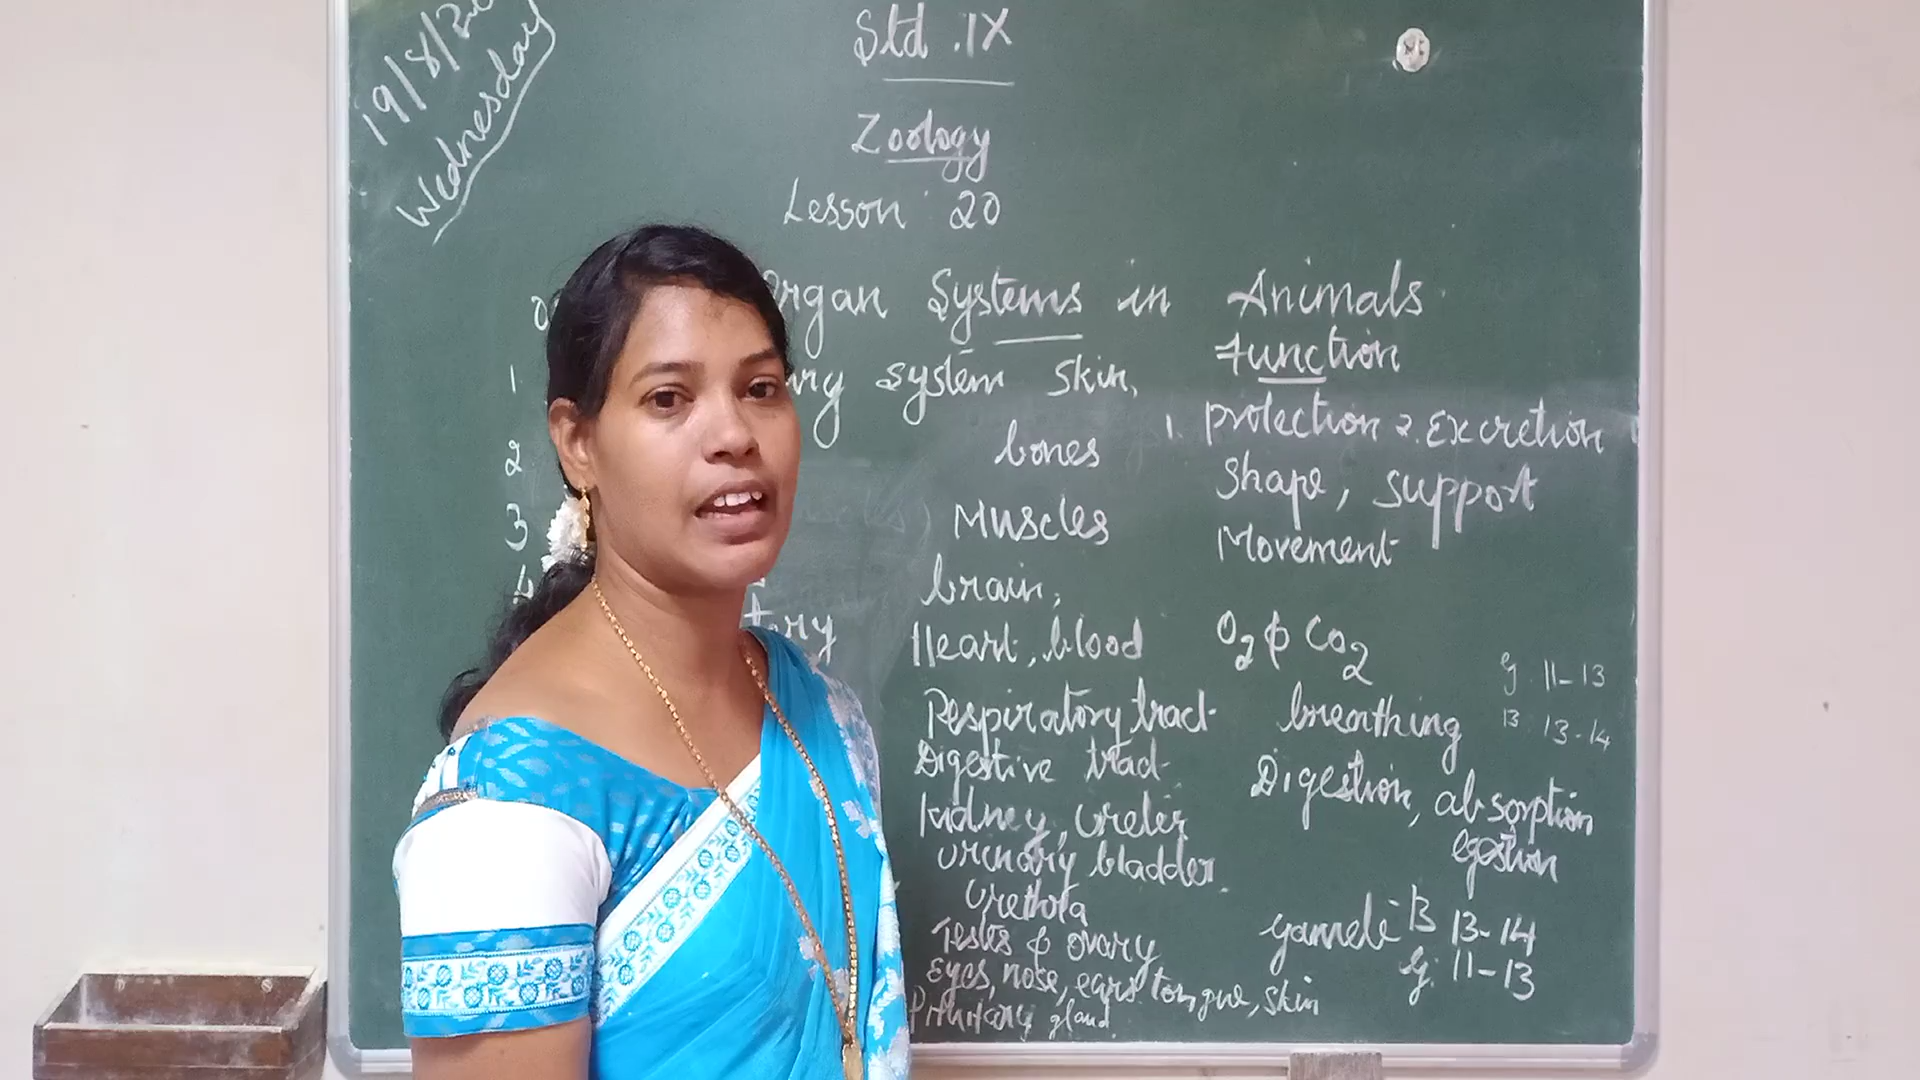 19/8/20
Wednesday
Std . IX
Zoology
Lesson 20
Organ Systems in Animals
Function
1. system Skin,
1. protection 2. Excretion
2 bones shape, support
3 Muscles Movement
4 brain,
Heart, blood O2 & CO2
Respiratory tract breathing
g 11-13
B 13-14
Digestive tract Digestion, absorption
egestion
kidney, Ureter
urinary bladder.
Urethra
Testes & ovary gamete B 13-14
g: 11-13
Eyes, nose, ears tongue, skin
Pituitary gland